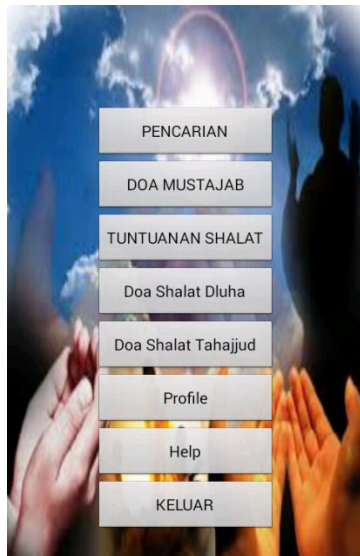 PENCARIAN
DOA MUSTAJAB
TUNTUANAN SHALAT
Doa Shalat Dluha
Doa Shalat Tahajjud
Profile
Help
KELUAR